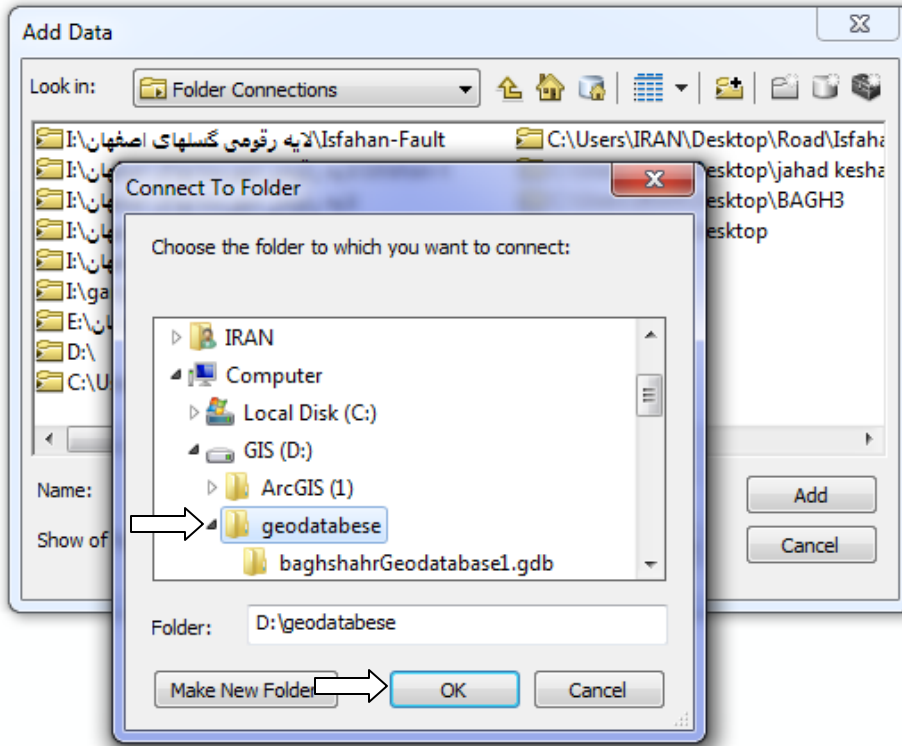 Add Data
Look in:
Folder Connections
I:\لایه رقومی گسلهای اصفهان\Isfahan-Fault
C:\Users\IRAN\Desktop\Road\Isfaha
esktop\jahad kesha
esktop\BAGH3
esktop
I:\ga
E:\
D:\
C:\U
Connect To Folder
Choose the folder to which you want to connect:
IRAN
Computer
Local Disk (C:)
GIS (D:)
ArcGIS (1)
geodatabese
baghshahrGeodatabase1.gdb
Name:
Add
Show of
Cancel
Folder:
D:\geodatabese
Make New Folder
OK
Cancel